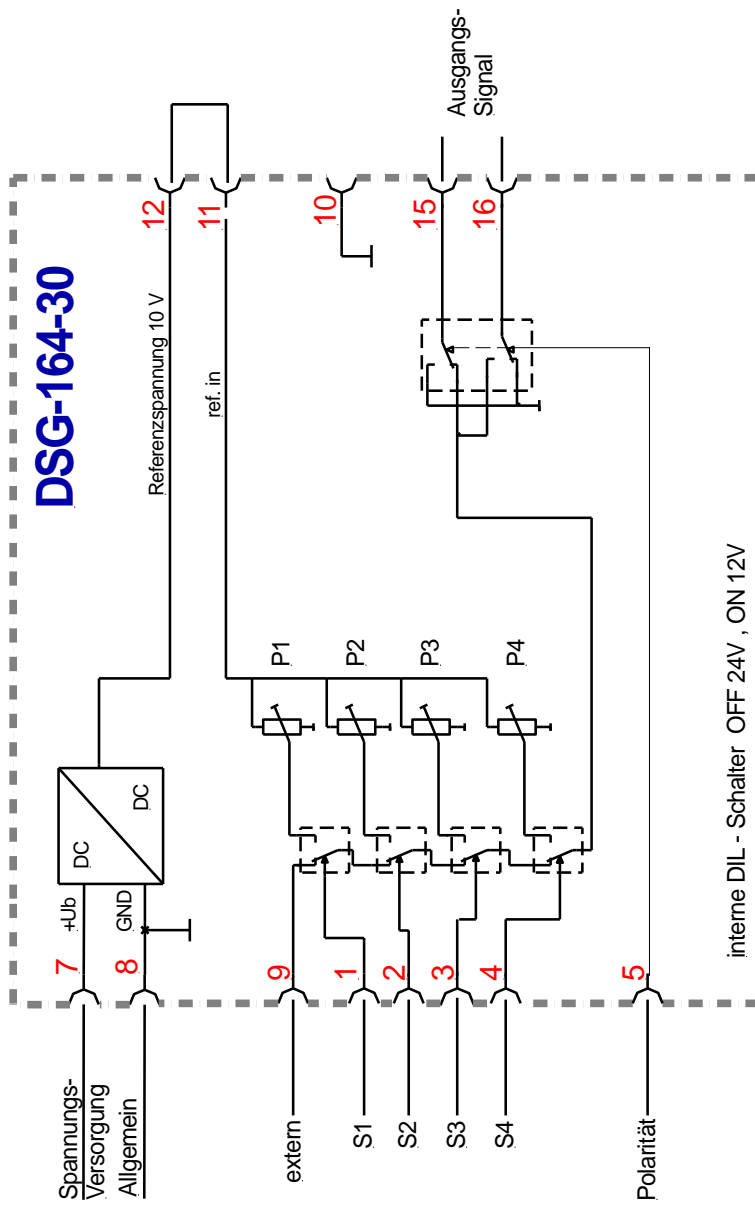 DSG-164-30
Spannungs-
Versorgung
Allgemein
7
8
+Ub
GND
DC
DC
Referenzspannung 10 V
12
ref. in
11
10
extern
9
S1
1
S2
2
S3
3
S4
4
P1
P2
P3
P4
15
16
Ausgangs-
Signal
Polarität
5
interne DIL - Schalter OFF 24V , ON 12V